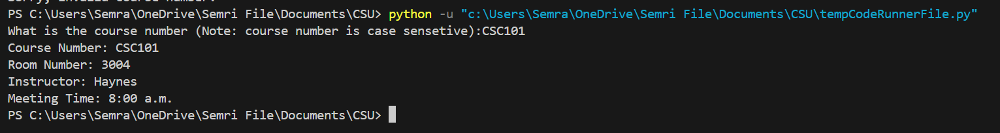 Sorry, invalid course number.
PS C:\Users\Semra\OneDrive\Semri File\Documents\CSU> python -u "c:\Users\Semra\OneDrive\Semri File\Documents\CSU\tempCodeRunnerFile.py"
What is the course number (Note: course number is case sensetive):CSC101
Course Number: CSC101
Room Number: 3004
Instructor: Haynes
Meeting Time: 8:00 a.m.
PS C:\Users\Semra\OneDrive\Semri File\Documents\CSU>